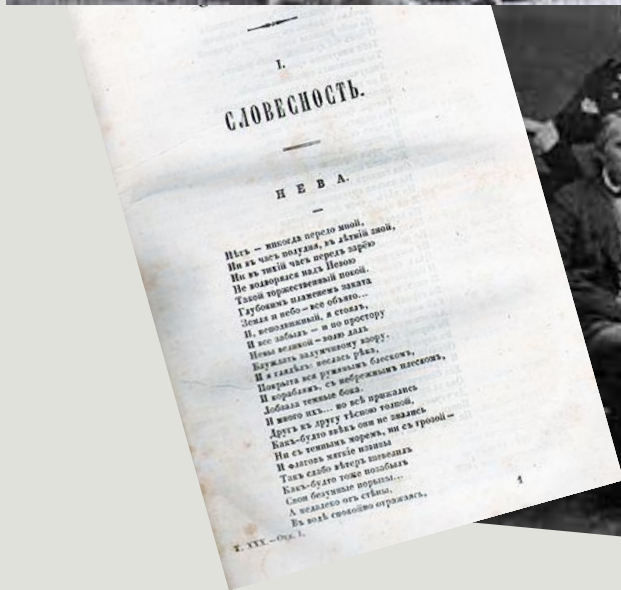 I.
СЛОВЕСНОСТЬ.
НЕВА.
Нѣтъ — никогда передо мной,
Ни въ часъ полудня, въ лѣтній зной,
Ни въ тихій часъ передъ зарёю
Не водворялся надъ Невою
Такой торжественный покой.
Глубокимъ пламенемъ заката
Земля и небо — все объято...
И, неподвижный, я стоялъ,
И все забылъ — и по простору
Невы великой — волю далъ
Блуждать задумчивому взору.
И я глядѣлъ: неслась рѣка,
Покрыта вся румянымъ блескомъ,
И кораблямъ, съ небрежнымъ плескомъ,
Лобзала темные бока.
И много ихъ... но всѣ прижались
Другъ къ другу тѣсною толпой,
Какъ-будто ввѣкъ они не знались
Ни съ темнымъ моремъ, ни съ грозой —
И флаговъ мягкіе извивы
Такъ слабо вѣтеръ шевелилъ
Какъ-будто тоже позабылъ
Свои безумные порывы...
А недалеко отъ стѣны,
Въ водѣ спокойно отражаясь,
Т. XXX. — Отд. I.
1